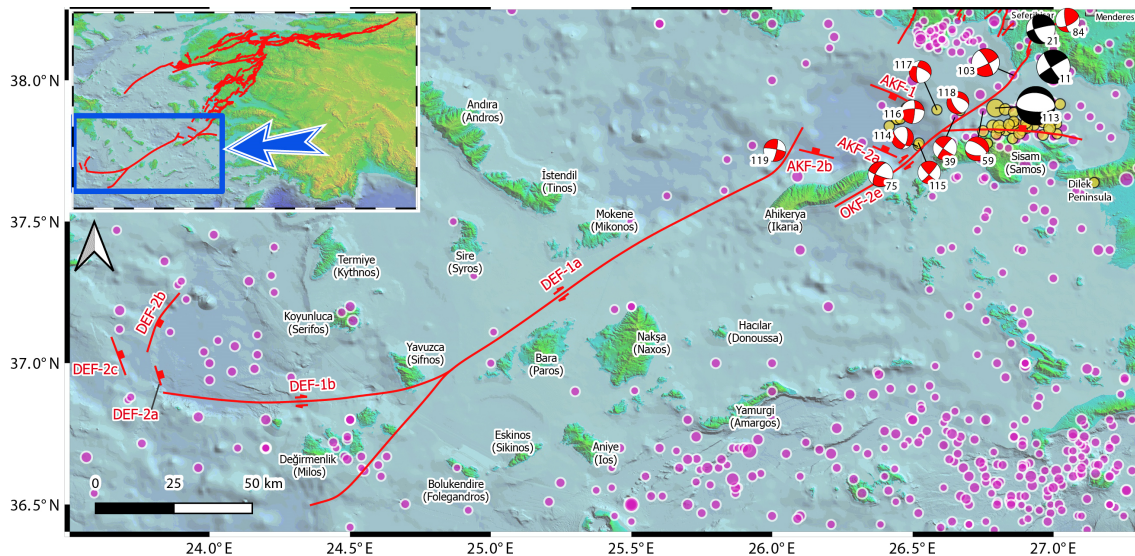 38.0°N
37.5°N
37.0°N
36.5°N
24.0°E
24.5°E
25.0°E
25.5°E
26.0°E
26.5°E
27.0°E
Seferihisar
Menderes
21
84
103
11
117
118
116
113
114
119
75
39
115
59
AKF-1
AKF-2a
AKF-2b
OKF-2e
Andıra
(Andros)
İstendil
(Tinos)
Mokene
(Mikonos)
Ahikerya
(Ikaria)
Sisam
(Samos)
Dilek
Peninsula
Termiye
(Kythnos)
Sire
(Syros)
DEF-1a
DEF-2b
Koyunluca
(Serifos)
Yavuzca
(Sifnos)
Bara
(Paros)
Nakşa
(Naxos)
Hacılar
(Donoussa)
DEF-2c
DEF-1b
DEF-2a
Yamurgi
(Amargos)
Eskinos
(Sikinos)
Aniye
(Ios)
Değirmenlik
(Milos)
Bolukendire
(Folegandros)
0
25
50 km